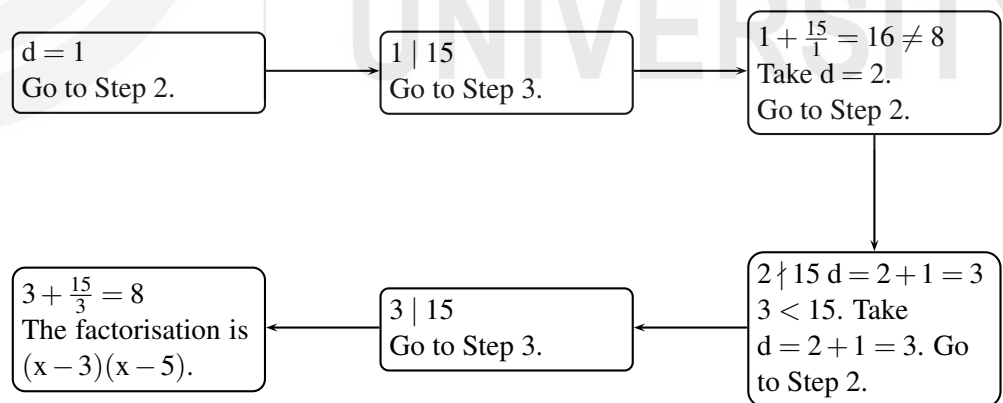 UNIVERSIT
d = 1
Go to Step 2.
1 | 15
Go to Step 3.
1 + 15/1 = 16 ≠ 8
Take d = 2.
Go to Step 2.
2 ∤ 15 d = 2 + 1 = 3
3 < 15. Take
d = 2 + 1 = 3. Go
to Step 2.
3 | 15
Go to Step 3.
3 + 15/3 = 8
The factorisation is
(x − 3)(x − 5).